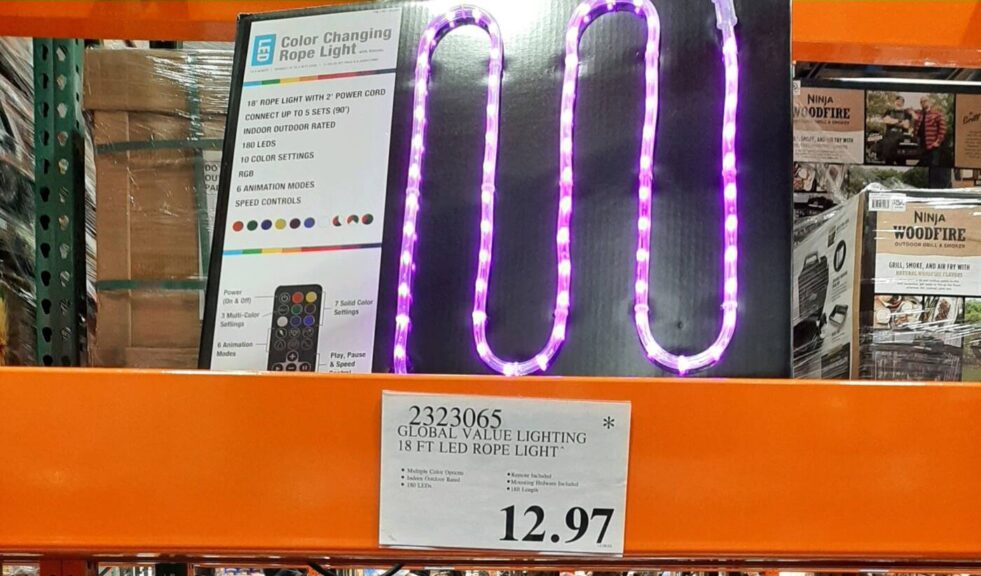 LED
Color Changing
Rope Light
18' ROPE LIGHT WITH 2' POWER CORD
CONNECT UP TO 5 SETS (90')
INDOOR OUTDOOR RATED
180 LEDS
10 COLOR SETTINGS
RGB
6 ANIMATION MODES
SPEED CONTROLS
Power
(On & Off)
3 Multi-Color
Settings
6 Animation
Modes
7 Solid Color
Settings
Play, Pause
& Speed
2323065 *
GLOBAL VALUE LIGHTING
18 FT LED ROPE LIGHT^
• Multiple Color Options
• Indoor Outdoor Rated
• 180 LEDs
• Remote Included
• Mounting Hardware Included
12.97
NINJA
WOODFIRE
NINJA
WOODFIRE
OUTDOOR GRILL & SMOKER
GRILL, SMOKE, AND AIR FRY WITH